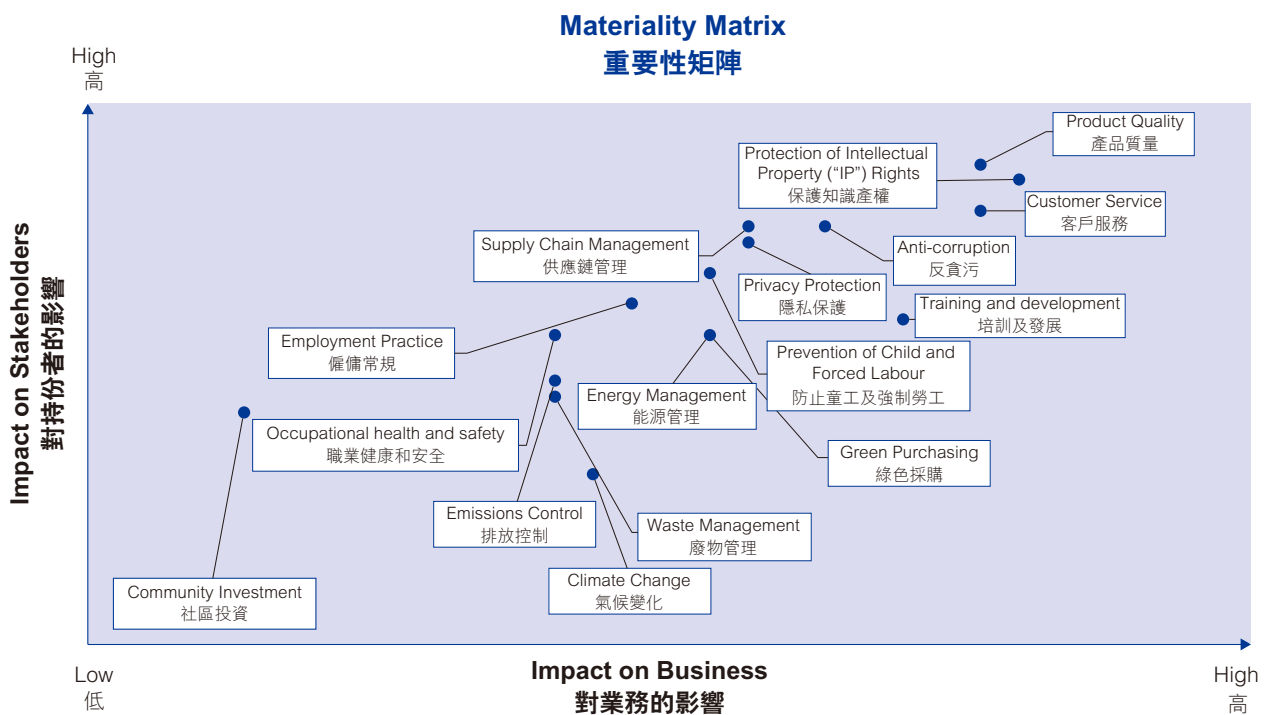 Materiality Matrix
重要性矩陣
High
高
Impact on Stakeholders
對持份者的影響
Product Quality
產品質量
Protection of Intellectual
Property (“IP”) Rights
保護知識產權
Customer Service
客戶服務
Supply Chain Management
供應鏈管理
Anti-corruption
反貪污
Privacy Protection
隱私保護
Training and development
培訓及發展
Employment Practice
僱傭常規
Prevention of Child and
Forced Labour
防止童工及強制勞工
Energy Management
能源管理
Occupational health and safety
職業健康和安全
Green Purchasing
綠色採購
Emissions Control
排放控制
Waste Management
廢物管理
Climate Change
氣候變化
Community Investment
社區投資
Low
低
Impact on Business
對業務的影響
High
高